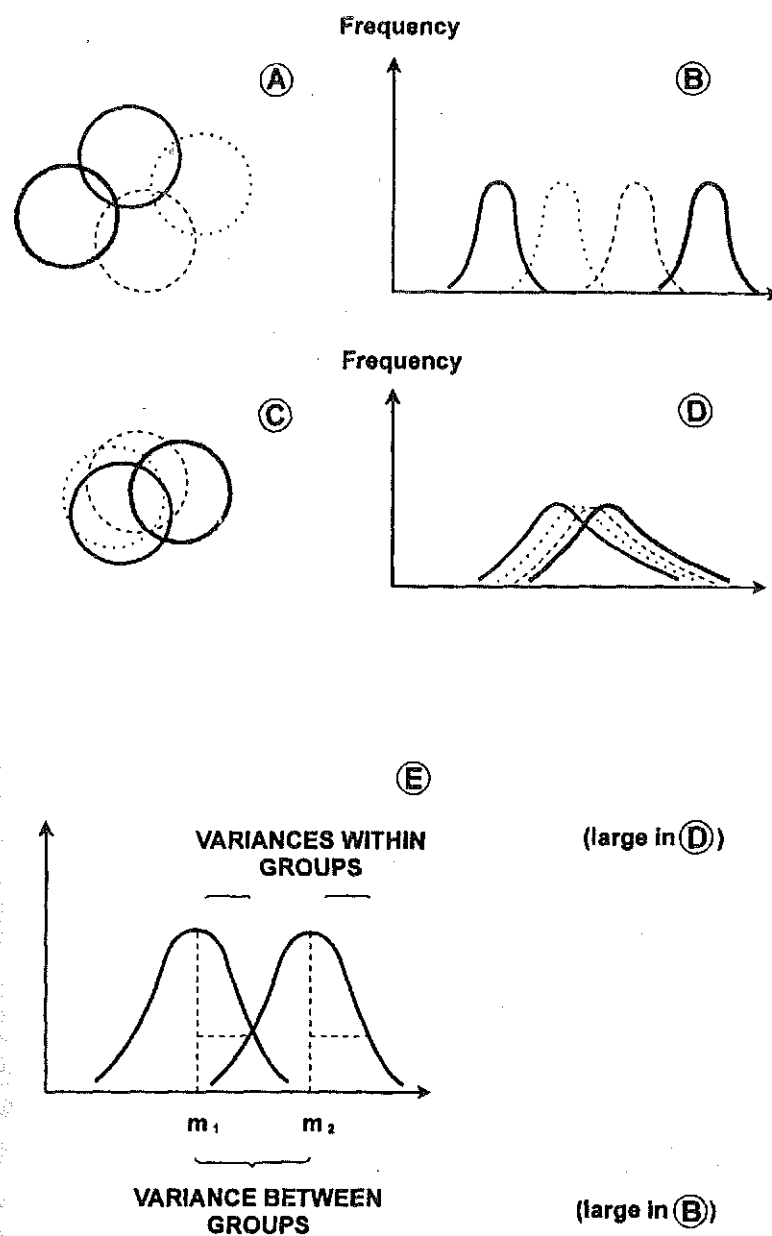 Frequency
A
B
Frequency
C
D
E
VARIANCES WITHIN
GROUPS
(large in D)
m1
m2
VARIANCE BETWEEN
GROUPS
(large in B)